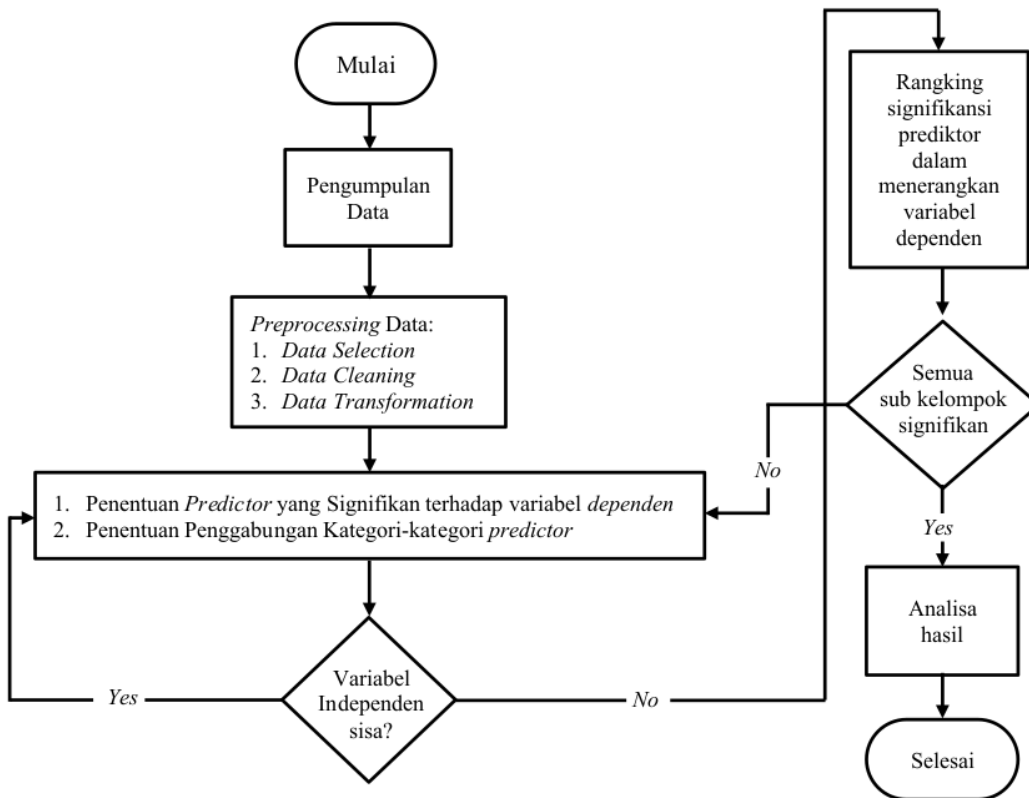 Mulai
Pengumpulan
Data
Preprocessing Data:
1. Data Selection
2. Data Cleaning
3. Data Transformation
1. Penentuan Predictor yang Signifikan terhadap variabel dependen
2. Penentuan Penggabungan Kategori-kategori predictor
Variabel
Independen
sisa?
Yes
No
Rangking
signifikansi
prediktor
dalam
menerangkan
variabel
dependen
Semua
sub kelompok
signifikan
No
Yes
Analisa
hasil
Selesai